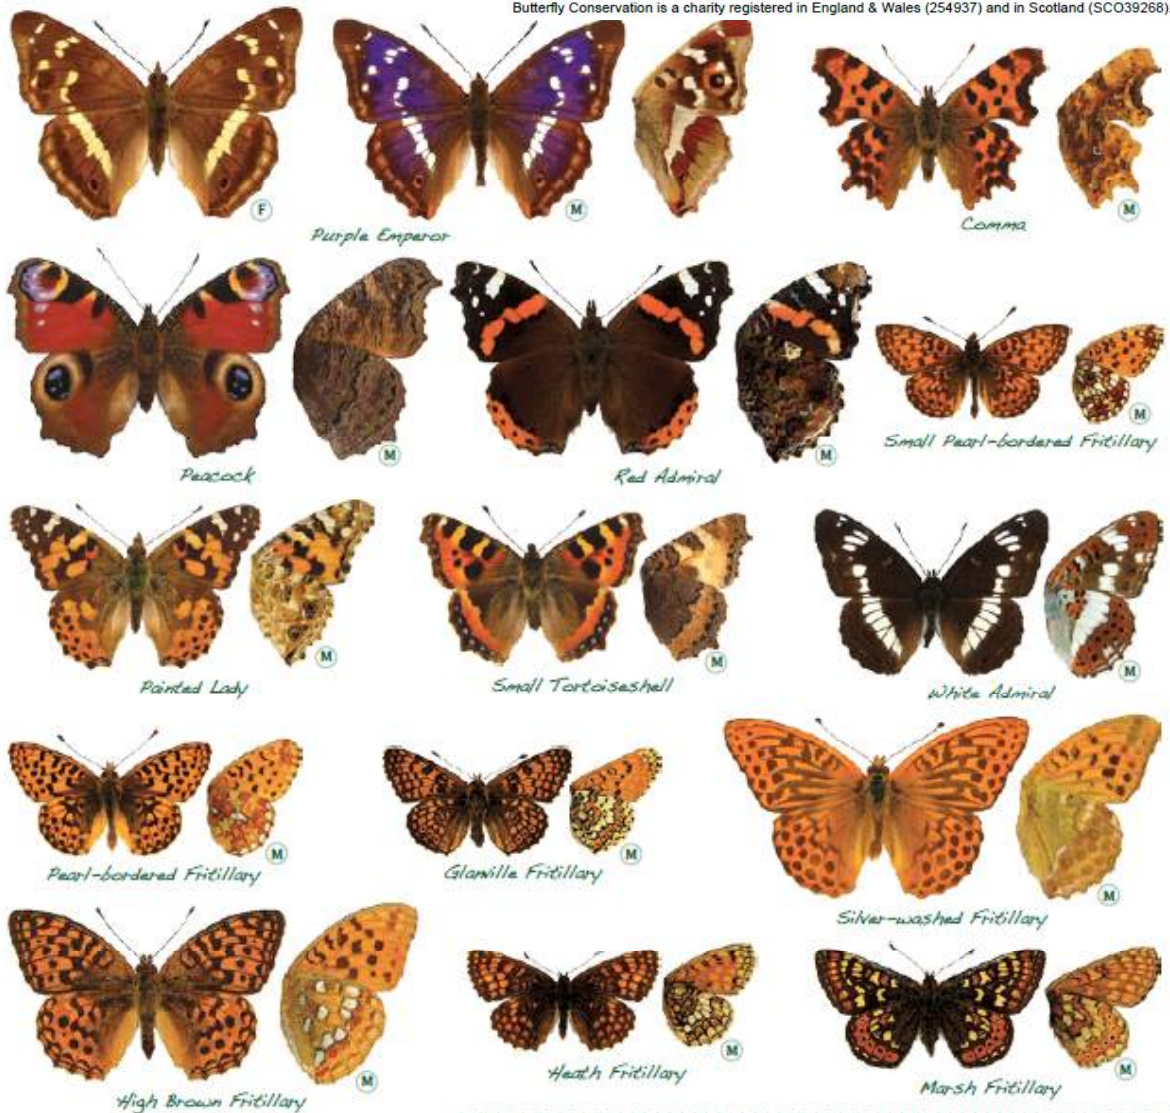 Butterfly Conservation is a charity registered in England & Wales (254937) and in Scotland (SCO39268)
F
M
Purple Emperor
M
Comma
M
Peacock
M
Red Admiral
M
Small Pearl-bordered Fritillary
M
Painted Lady
M
Small Tortoiseshell
M
White Admiral
M
Pearl-bordered Fritillary
M
Glanville Fritillary
M
Silver-washed Fritillary
M
High Brown Fritillary
M
Heath Fritillary
M
Marsh Fritillary